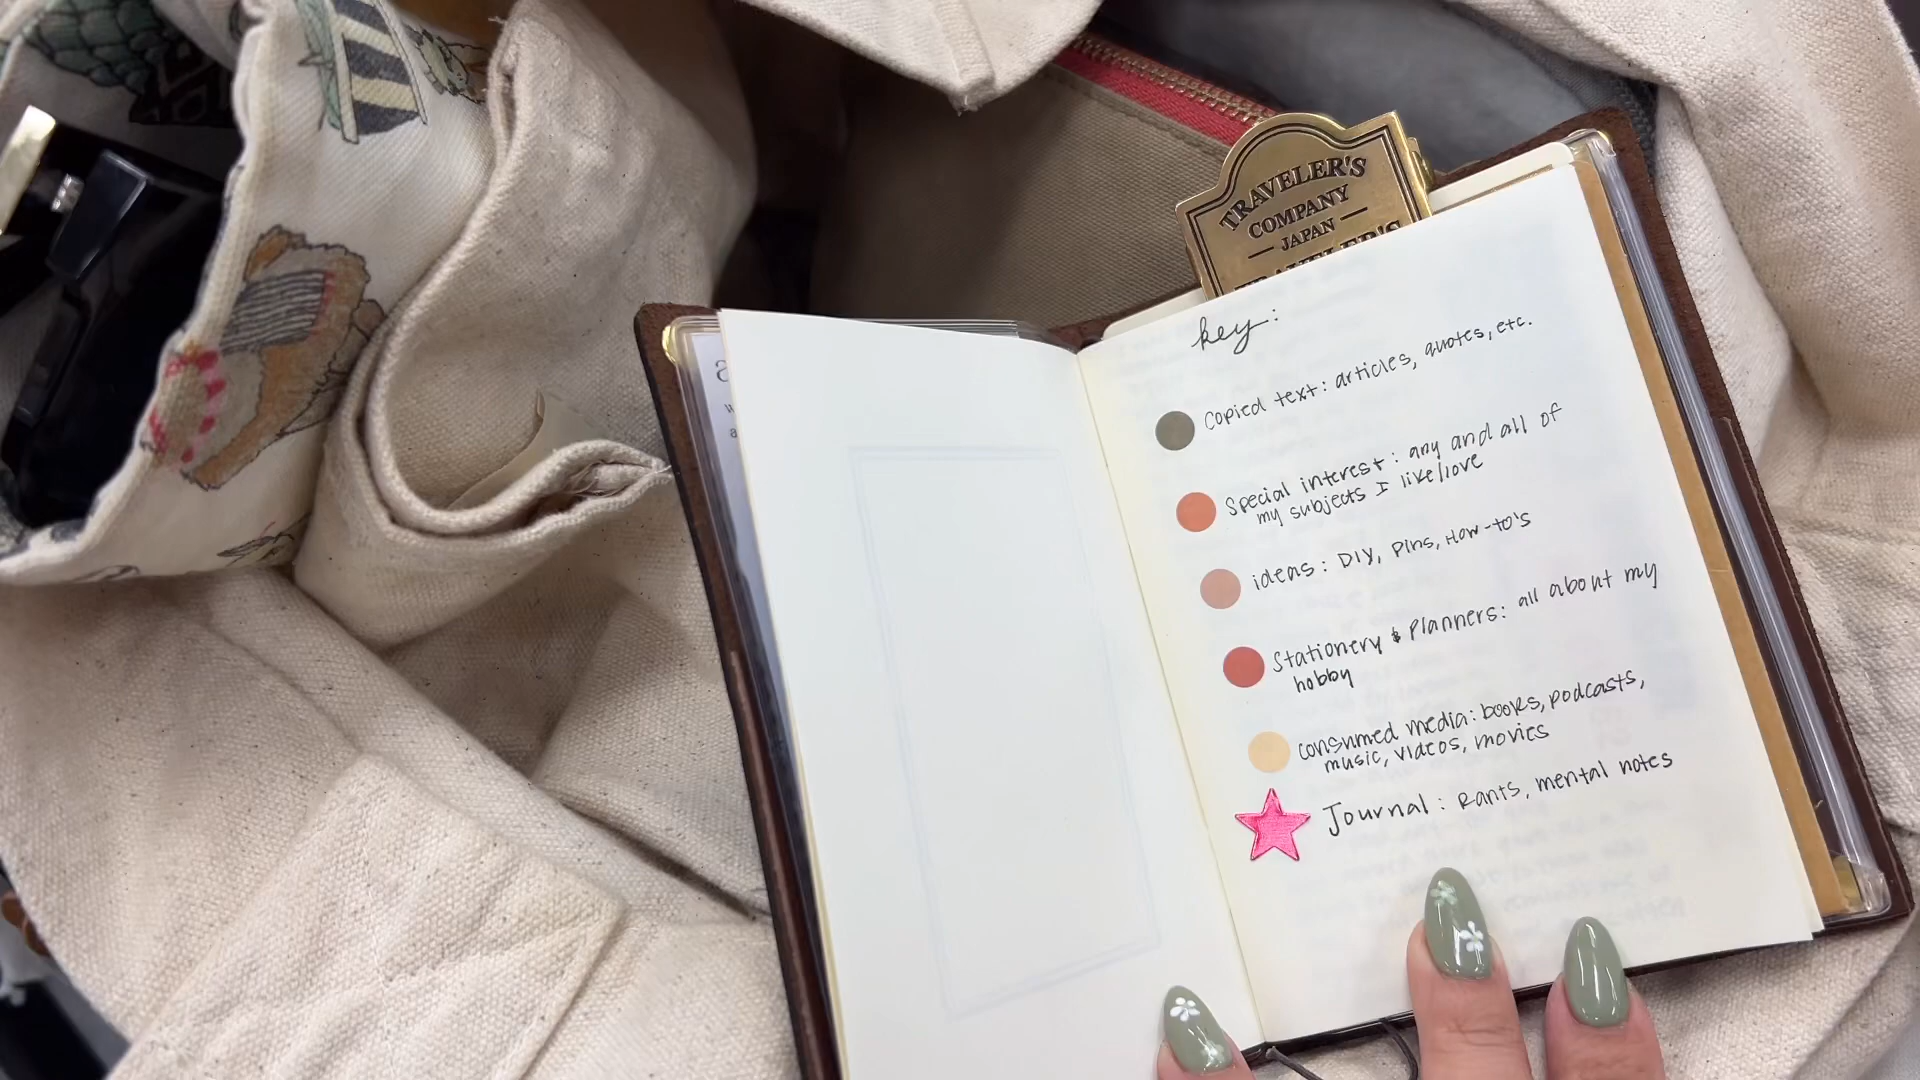 TRAVELER'S
COMPANY
JAPAN
TRAVELER'S
key:
Copied text: articles, quotes, etc.
Special interest: any and all of
my subjects I like/love
ideas: DIY, Pins, How-to's
Stationery & Planners: all about my
hobby
consumed media: books, podcasts,
music, videos, movies
Journal: Rants, mental notes